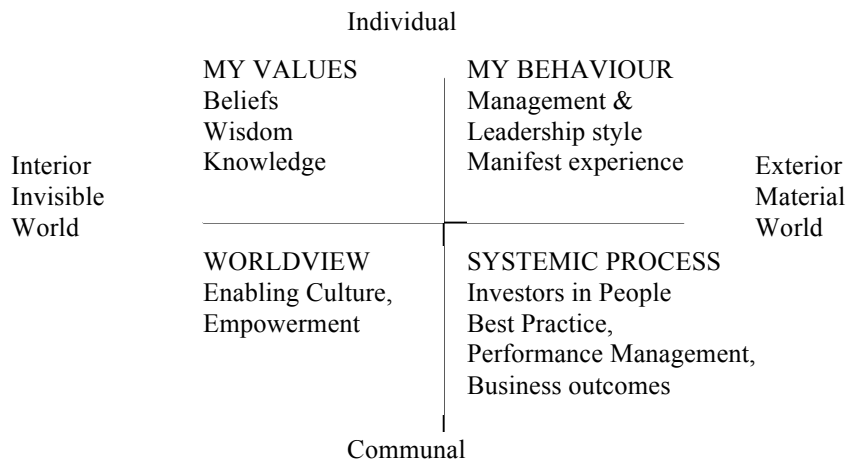 Individual
MY VALUES
Beliefs
Wisdom
Knowledge
MY BEHAVIOUR
Management &
Leadership style
Manifest experience
Interior
Invisible
World
Exterior
Material
World
WORLDVIEW
Enabling Culture,
Empowerment
SYSTEMIC PROCESS
Investors in People
Best Practice,
Performance Management,
Business outcomes
Communal